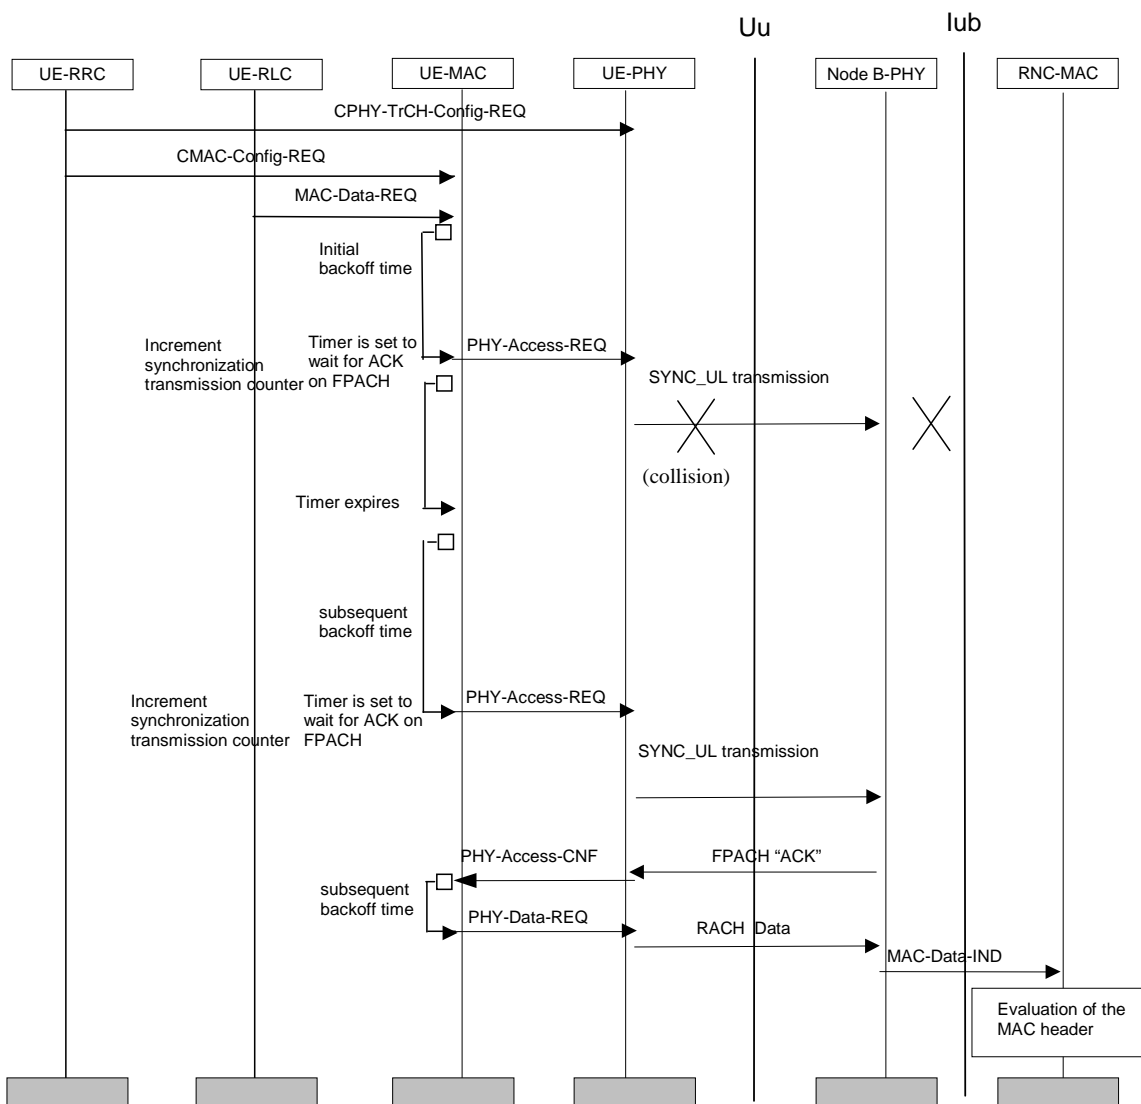 Uu
Iub
UE-RRC
UE-RLC
UE-MAC
UE-PHY
Node B-PHY
RNC-MAC
CPHY-TrCH-Config-REQ
CMAC-Config-REQ
MAC-Data-REQ
Initial
backoff time
Increment
synchronization
transmission counter
Timer is set to
wait for ACK
on FPACH
PHY-Access-REQ
SYNC_UL transmission
(collision)
Timer expires
subsequent
backoff time
Increment
synchronization
transmission counter
Timer is set to
wait for ACK on
FPACH
PHY-Access-REQ
SYNC_UL transmission
PHY-Access-CNF
FPACH “ACK”
subsequent
backoff time
PHY-Data-REQ
RACH Data
MAC-Data-IND
Evaluation of the
MAC header